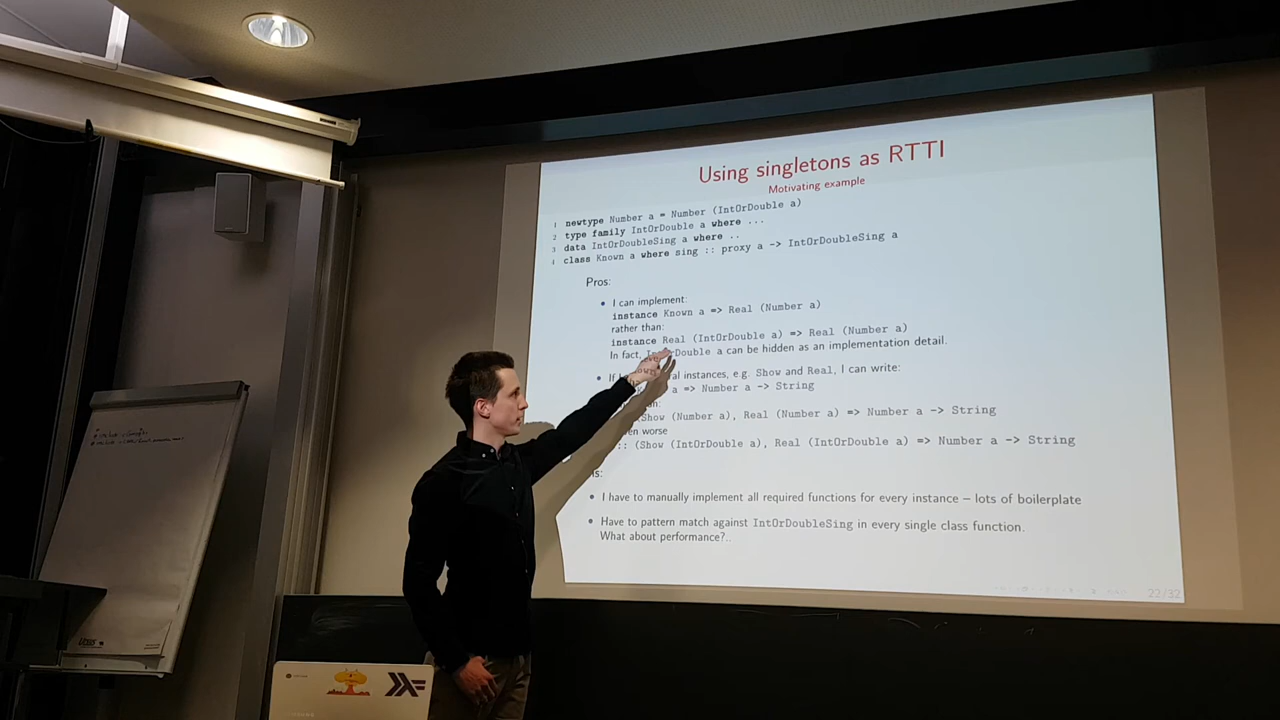 Using singletons as RTTI
Motivating example
1 newtype Number a = Number (IntOrDouble a)
2 type family IntOrDouble a where ...
3 data IntOrDoubleSing a where ..
4 class Known a where sing :: proxy a -> IntOrDoubleSing a
Pros:
• I can implement:
instance Known a => Real (Number a)
rather than:
instance Real (IntOrDouble a) => Real (Number a)
In fact, IntOrDouble a can be hidden as an implementation detail.
• If instances, e.g. Show and Real, I can write:
a => Number a -> String
(Show (Number a), Real (Number a) => Number a -> String
worse
:: (Show (IntOrDouble a), Real (IntOrDouble a) => Number a -> String
• I have to manually implement all required functions for every instance – lots of boilerplate
• Have to pattern match against IntOrDoubleSing in every single class function.
What about performance?..
22/32